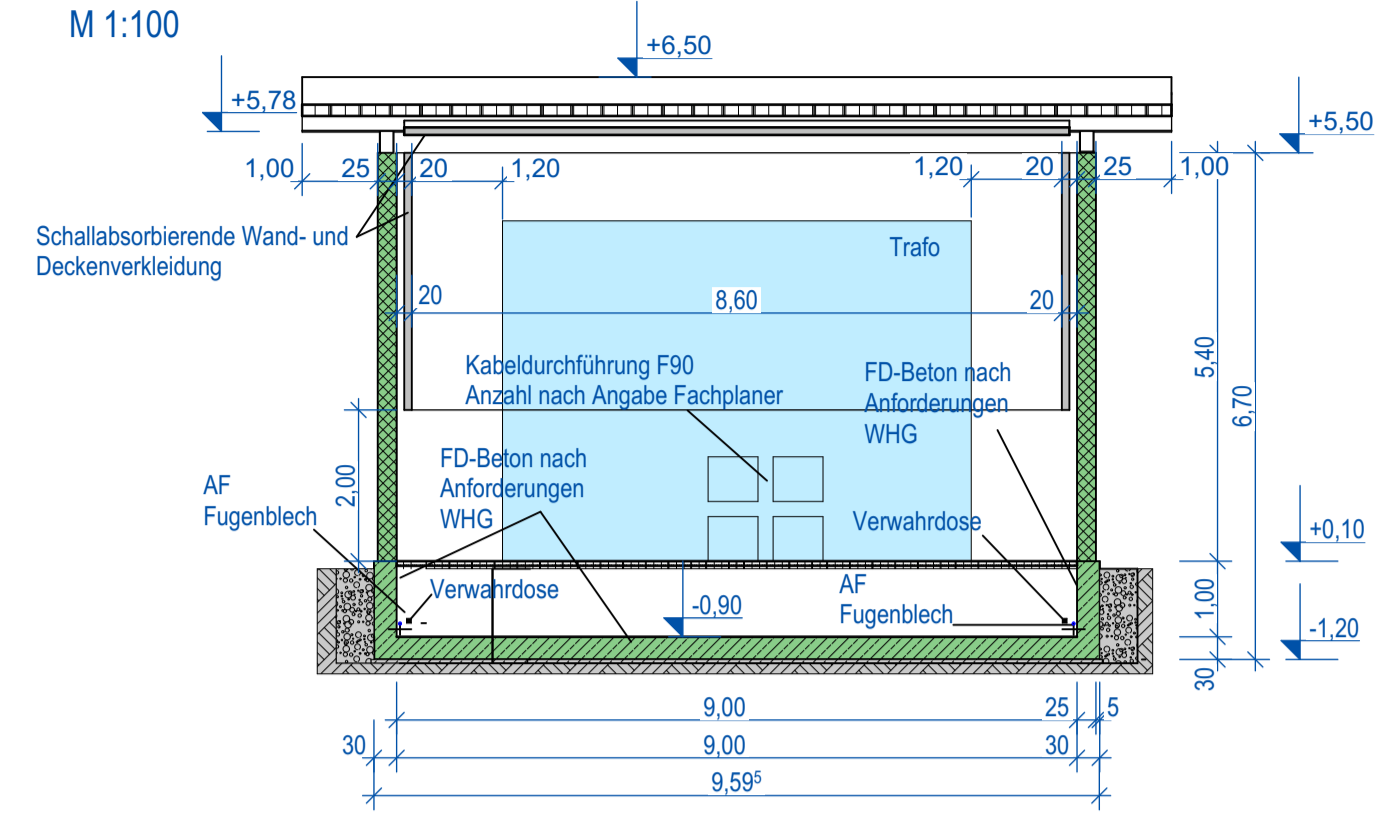 M 1:100
+6,50
+5,78
+5,50
1,00
25
20
1,20
1,20
20
25
1,00
Schallabsorbierende Wand- und
Deckenverkleidung
Trafo
20
8,60
20
5,40
6,70
Kabeldurchführung F90
Anzahl nach Angabe Fachplaner
FD-Beton nach
Anforderungen
WHG
2,00
FD-Beton nach
Anforderungen
WHG
AF
Fugenblech
Verwahrdose
+0,10
Verwahrdose
AF
Fugenblech
-0,90
1,00
-1,20
30
9,00
25
5
30
9,00
30
9,59⁵